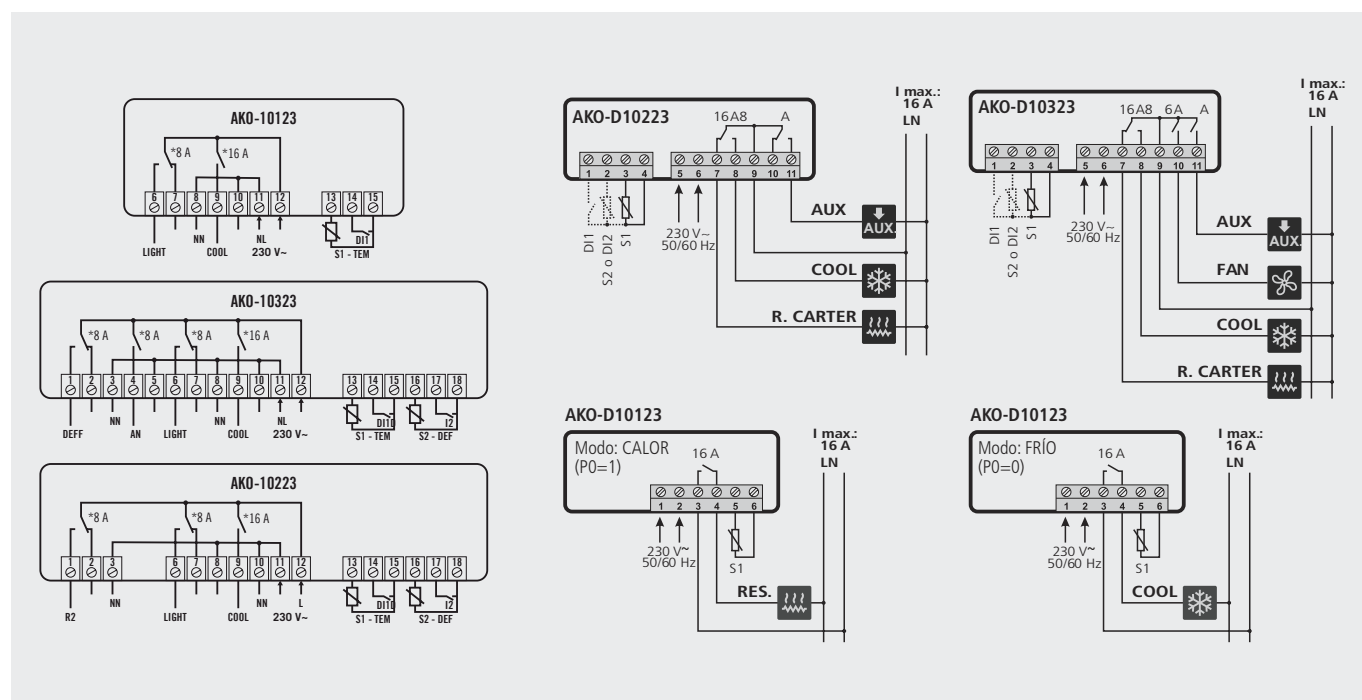 AKO-10123
*8 A
*16 A
6 7 8 9 10 11 12 13 14 15
NN NL DI1
LIGHT COOL 230 V~ S1 - TEM
AKO-10323
*8 A *8 A *8 A *16 A
1 2 3 4 5 6 7 8 9 10 11 12 13 14 15 16 17 18
DI10 I2
DEFF NN AN LIGHT NN COOL NL 230 V~ S1 - TEM S2 - DEF
AKO-10223
*8 A *8 A *16 A
1 2 3 6 7 8 9 10 11 12 13 14 15 16 17 18
NN NN L DI10 I2
R2 LIGHT COOL 230 V~ S1 - TEM S2 - DEF
I max.:
16 A
LN
AKO-D10223
16A8 A
1 2 3 4 5 6 7 8 9 10 11
DI1
S2 o DI2
S1
230 V~
50/60 Hz
AUX
AUX.
COOL
R. CARTER
I max.:
16 A
LN
AKO-D10323
16A8 6A A
1 2 3 4 5 6 7 8 9 10 11
DI1
S2 o DI2
S1
230 V~
50/60 Hz
AUX
AUX.
FAN
COOL
R. CARTER
AKO-D10123
Modo: CALOR
(P0=1)
16 A
I max.:
16 A
LN
1 2 3 4 5 6
230 V~
50/60 Hz
S1
RES.
AKO-D10123
Modo: FRÍO
(P0=0)
16 A
I max.:
16 A
LN
1 2 3 4 5 6
230 V~
50/60 Hz
S1
COOL